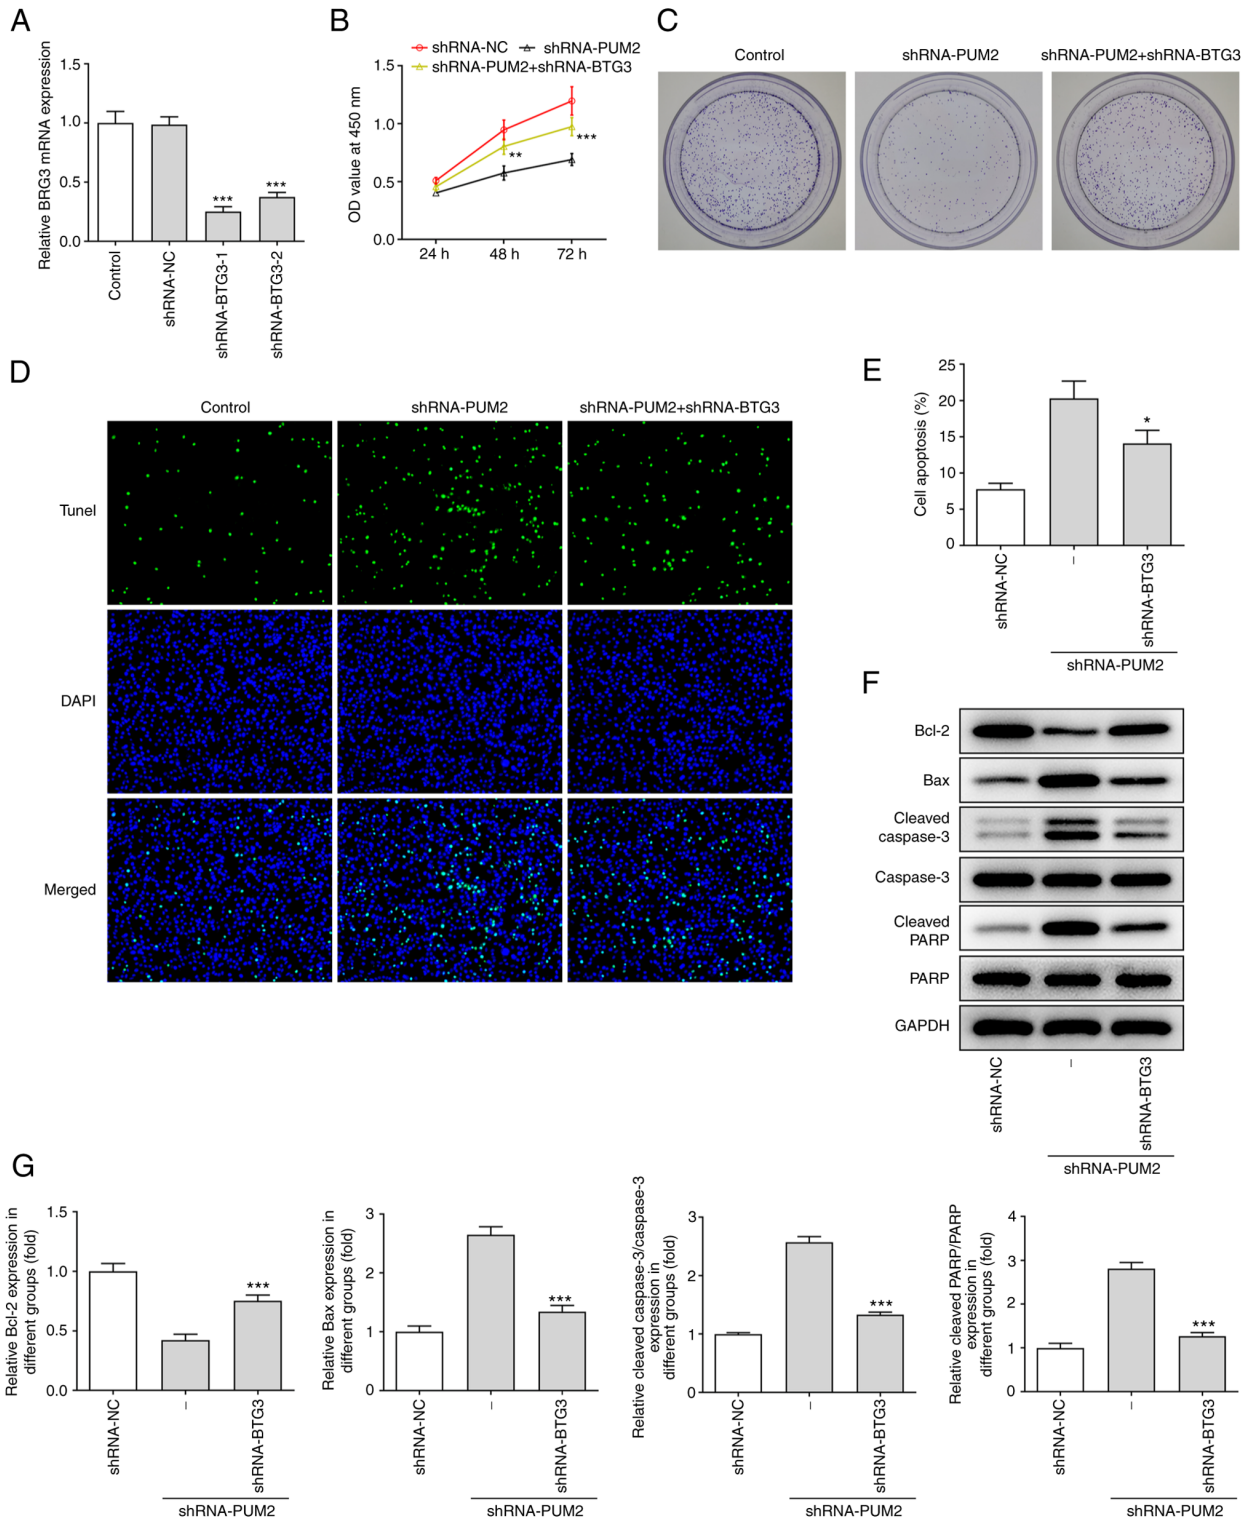 A
Relative BRG3 mRNA expression
1.5
1.0
0.5
0.0
***
***
Control
shRNA-NC
shRNA-BTG3-1
shRNA-BTG3-2
B
shRNA-NC shRNA-PUM2
shRNA-PUM2+shRNA-BTG3
OD value at 450 nm
1.5
1.0
0.5
0.0
**
***
24 h 48 h 72 h
C
Control shRNA-PUM2 shRNA-PUM2+shRNA-BTG3
D
Control shRNA-PUM2 shRNA-PUM2+shRNA-BTG3
Tunel
DAPI
Merged
E
Cell apoptosis (%)
25
20
15
10
5
0
*
shRNA-NC
–
shRNA-BTG3
shRNA-PUM2
F
Bcl-2
Bax
Cleaved
caspase-3
Caspase-3
Cleaved
PARP
PARP
GAPDH
shRNA-NC
–
shRNA-BTG3
shRNA-PUM2
G
Relative Bcl-2 expression in
different groups (fold)
1.5
1.0
0.5
0.0
***
shRNA-NC
–
shRNA-BTG3
shRNA-PUM2
Relative Bax expression in
different groups (fold)
3
2
1
0
***
shRNA-NC
–
shRNA-BTG3
shRNA-PUM2
Relative cleaved caspase-3/caspase-3
expression in
different groups (fold)
3
2
1
0
***
shRNA-NC
–
shRNA-BTG3
shRNA-PUM2
Relative cleaved PARP/PARP
expression in
different groups (fold)
4
3
2
1
0
***
shRNA-NC
–
shRNA-BTG3
shRNA-PUM2